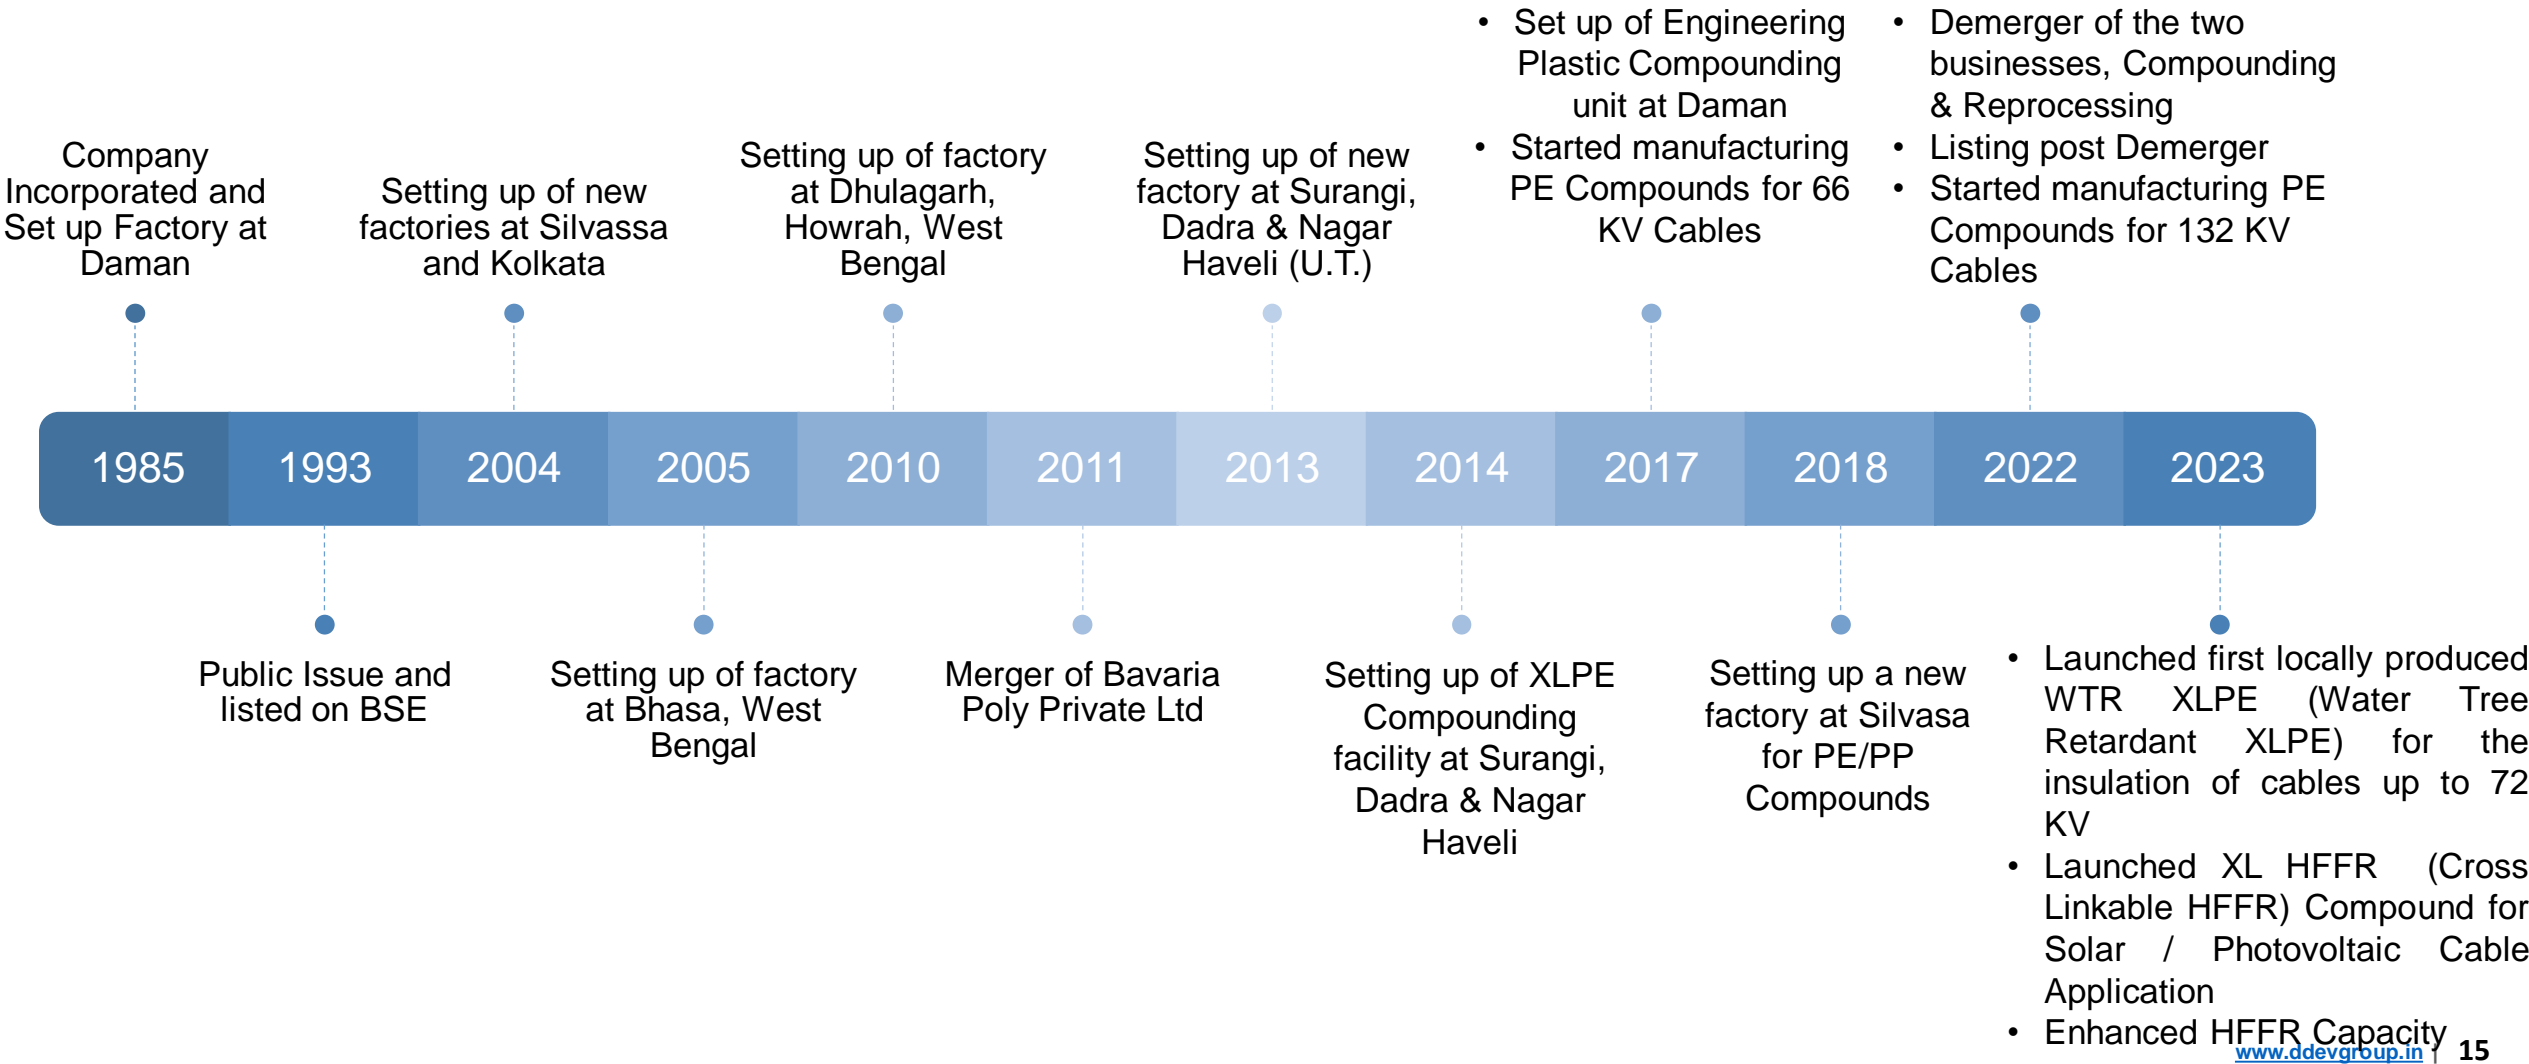 • Set up of Engineering
Plastic Compounding
unit at Daman
• Started manufacturing
PE Compounds for 66
KV Cables
• Demerger of the two
businesses, Compounding
& Reprocessing
• Listing post Demerger
• Started manufacturing PE
Compounds for 132 KV
Cables
Company
Incorporated and
Set up Factory at
Daman
Setting up of new
factories at Silvassa
and Kolkata
Setting up of factory
at Dhulagarh,
Howrah, West
Bengal
Setting up of new
factory at Surangi,
Dadra & Nagar
Haveli (U.T.)
1985
1993
2004
2005
2010
2011
2013
2014
2017
2018
2022
2023
Public Issue and
listed on BSE
Setting up of factory
at Bhasa, West
Bengal
Merger of Bavaria
Poly Private Ltd
Setting up of XLPE
Compounding
facility at Surangi,
Dadra & Nagar
Haveli
Setting up a new
factory at Silvasa
for PE/PP
Compounds
• Launched first locally produced
WTR XLPE (Water Tree
Retardant XLPE) for the
insulation of cables up to 72
KV
• Launched XL HFFR (Cross
Linkable HFFR) Compound for
Solar / Photovoltaic Cable
Application
• Enhanced HFFR Capacity
www.ddevgroup.in | 15